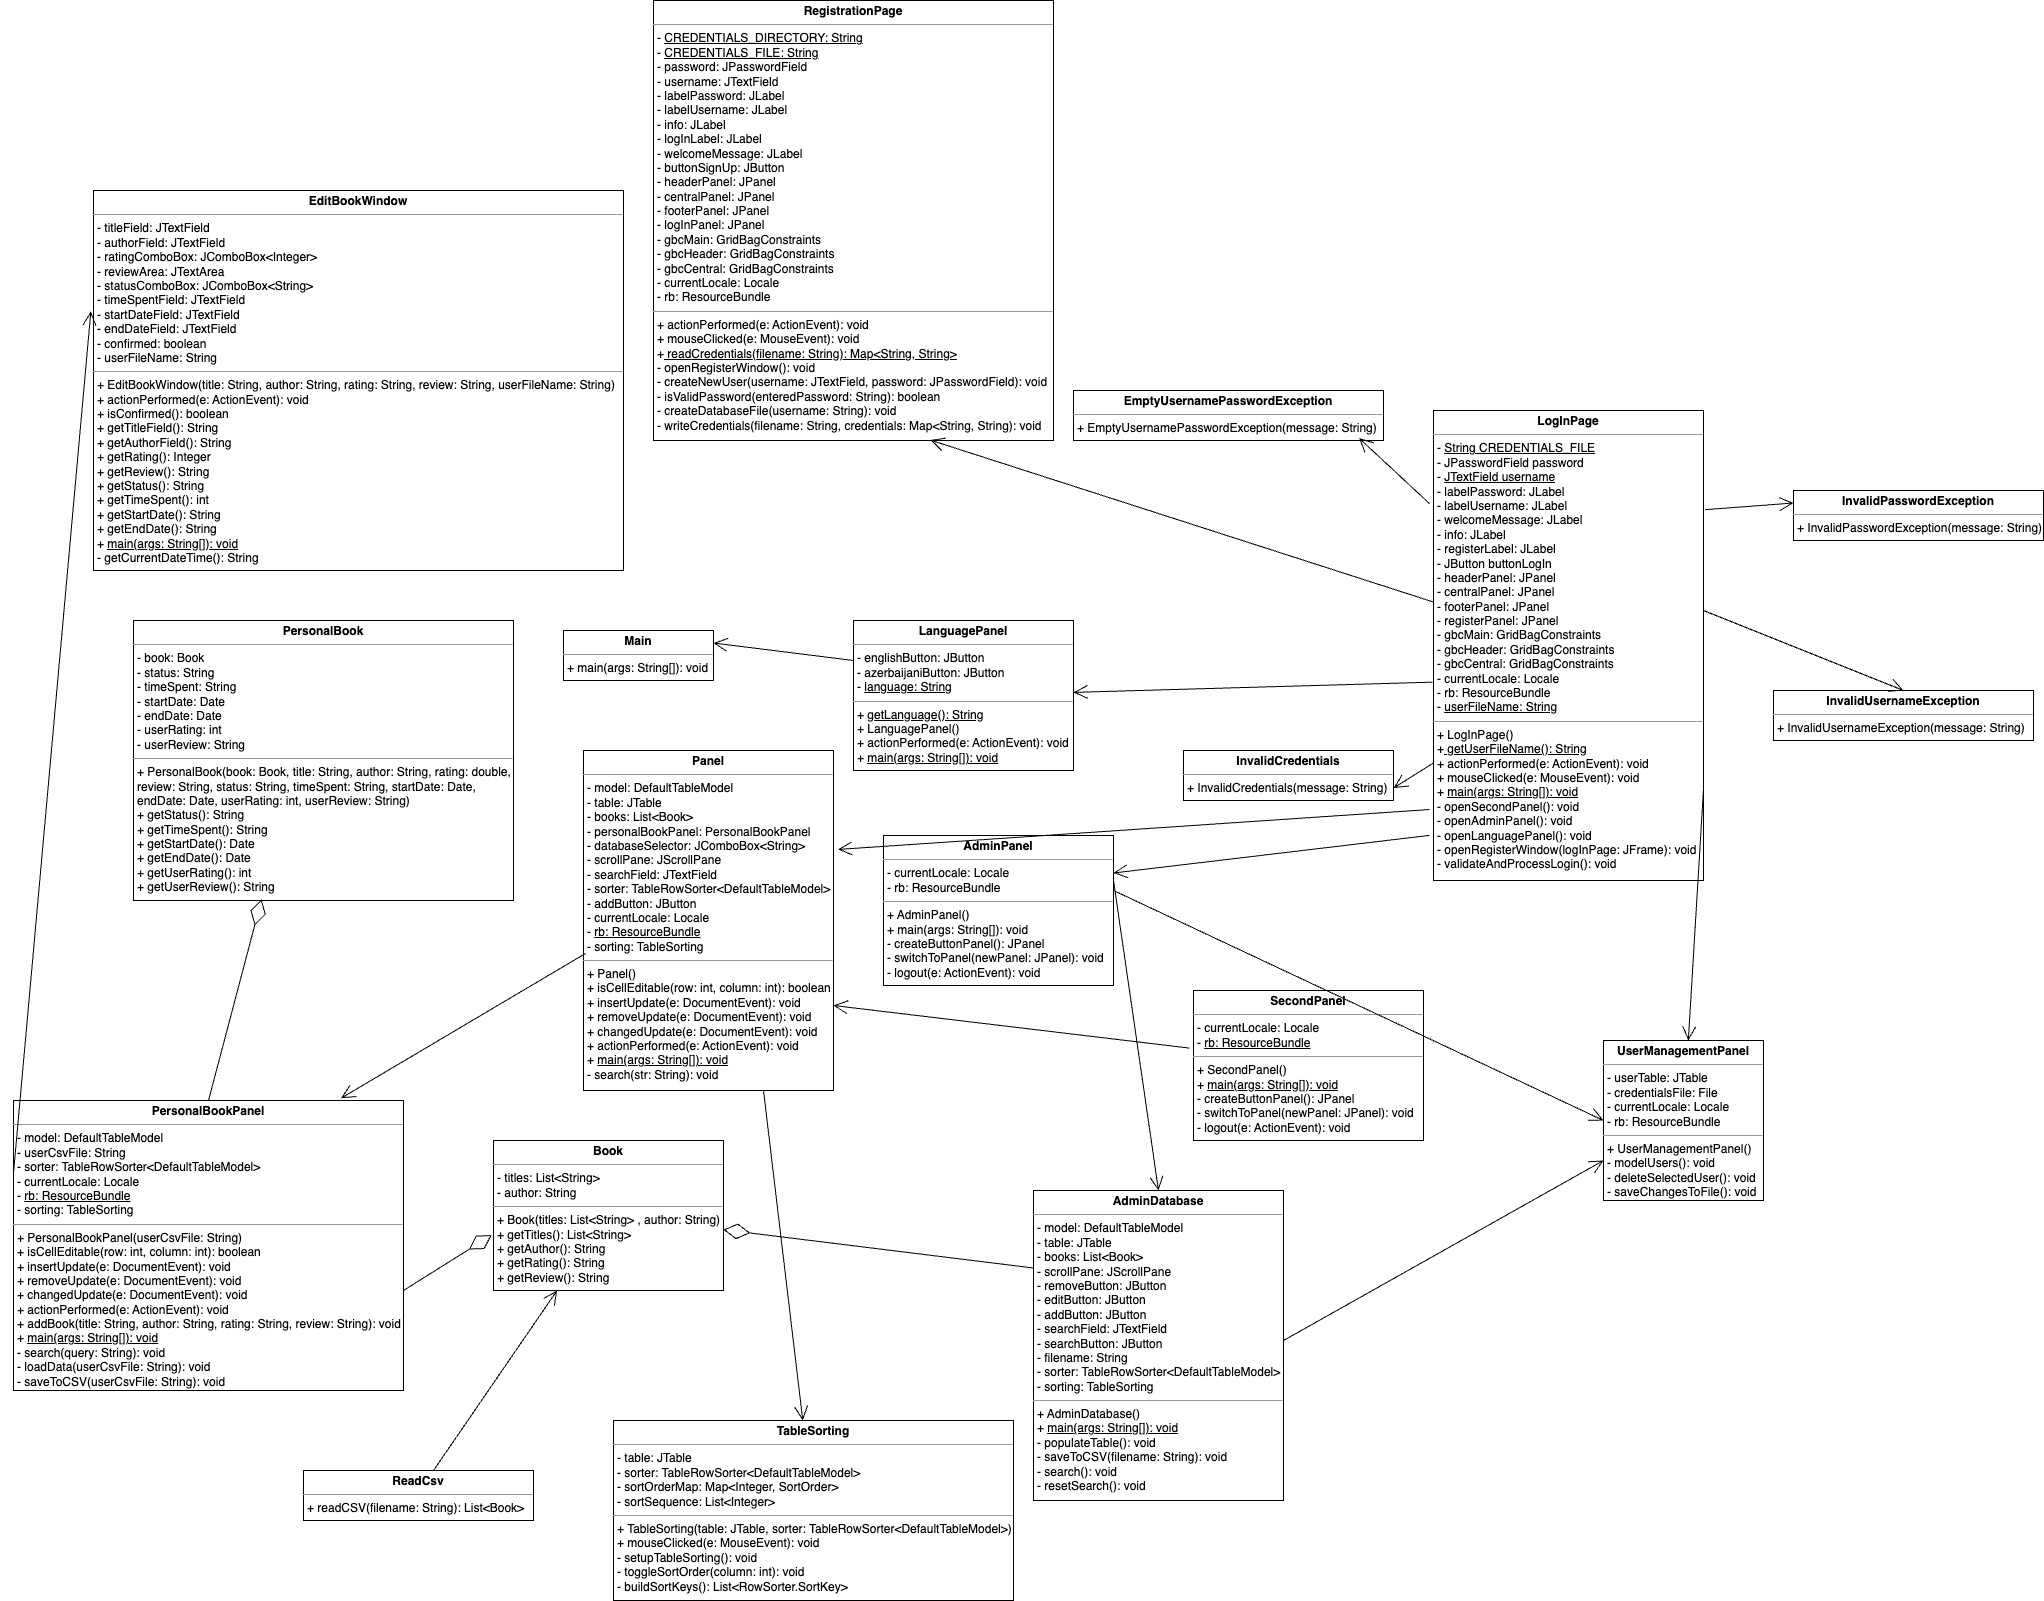 RegistrationPage
- CREDENTIALS_DIRECTORY: String
- CREDENTIALS_FILE: String
- password: JPasswordField
- username: JTextField
- labelPassword: JLabel
- labelUsername: JLabel
- info: JLabel
- logInLabel: JLabel
- welcomeMessage: JLabel
- buttonSignUp: JButton
- headerPanel: JPanel
- centralPanel: JPanel
- footerPanel: JPanel
- logInPanel: JPanel
- gbcMain: GridBagConstraints
- gbcHeader: GridBagConstraints
- gbcCentral: GridBagConstraints
- currentLocale: Locale
- rb: ResourceBundle
+ actionPerformed(e: ActionEvent): void
+ mouseClicked(e: MouseEvent): void
+ readCredentials(filename: String): Map<String, String>
- openRegisterWindow(): void
- createNewUser(username: JTextField, password: JPasswordField): void
- isValidPassword(enteredPassword: String): boolean
- createDatabaseFile(username: String): void
- writeCredentials(filename: String, credentials: Map<String, String): void
EditBookWindow
- titleField: JTextField
- authorField: JTextField
- ratingComboBox: JComboBox<Integer>
- reviewArea: JTextArea
- statusComboBox: JComboBox<String>
- timeSpentField: JTextField
- startDateField: JTextField
- endDateField: JTextField
- confirmed: boolean
- userFileName: String
+ EditBookWindow(title: String, author: String, rating: String, review: String, userFileName: String)
+ actionPerformed(e: ActionEvent): void
+ isConfirmed(): boolean
+ getTitleField(): String
+ getAuthorField(): String
+ getRating(): Integer
+ getReview(): String
+ getStatus(): String
+ getTimeSpent(): int
+ getStartDate(): String
+ getEndDate(): String
+ main(args: String[]): void
- getCurrentDateTime(): String
EmptyUsernamePasswordException
+ EmptyUsernamePasswordException(message: String)
LogInPage
- String CREDENTIALS_FILE
- JPasswordField password
- JTextField username
- labelPassword: JLabel
- labelUsername: JLabel
- welcomeMessage: JLabel
- info: JLabel
- registerLabel: JLabel
- JButton buttonLogIn
- headerPanel: JPanel
- centralPanel: JPanel
- footerPanel: JPanel
- registerPanel: JPanel
- gbcMain: GridBagConstraints
- gbcHeader: GridBagConstraints
- gbcCentral: GridBagConstraints
- currentLocale: Locale
- rb: ResourceBundle
- userFileName: String
+ LogInPage()
+ getUserFileName(): String
+ actionPerformed(e: ActionEvent): void
+ mouseClicked(e: MouseEvent): void
+ main(args: String[]): void
- openSecondPanel(): void
- openAdminPanel(): void
- openLanguagePanel(): void
- openRegisterWindow(logInPage: JFrame): void
- validateAndProcessLogin(): void
InvalidPasswordException
+ InvalidPasswordException(message: String)
InvalidUsernameException
+ InvalidUsernameException(message: String)
PersonalBook
- book: Book
- status: String
- timeSpent: String
- startDate: Date
- endDate: Date
- userRating: int
- userReview: String
+ PersonalBook(book: Book, title: String, author: String, rating: double,
review: String, status: String, timeSpent: String, startDate: Date,
endDate: Date, userRating: int, userReview: String)
+ getStatus(): String
+ getTimeSpent(): String
+ getStartDate(): Date
+ getEndDate(): Date
+ getUserRating(): int
+ getUserReview(): String
Main
+ main(args: String[]): void
LanguagePanel
- englishButton: JButton
- azerbaijaniButton: JButton
- language: String
+ getLanguage(): String
+ LanguagePanel()
+ actionPerformed(e: ActionEvent): void
+ main(args: String[]): void
InvalidCredentials
+ InvalidCredentials(message: String)
Panel
- model: DefaultTableModel
- table: JTable
- books: List<Book>
- personalBookPanel: PersonalBookPanel
- databaseSelector: JComboBox<String>
- scrollPane: JScrollPane
- searchField: JTextField
- sorter: TableRowSorter<DefaultTableModel>
- addButton: JButton
- currentLocale: Locale
- rb: ResourceBundle
- sorting: TableSorting
+ Panel()
+ isCellEditable(row: int, column: int): boolean
+ insertUpdate(e: DocumentEvent): void
+ removeUpdate(e: DocumentEvent): void
+ changedUpdate(e: DocumentEvent): void
+ actionPerformed(e: ActionEvent): void
+ main(args: String[]): void
- search(str: String): void
AdminPanel
- currentLocale: Locale
- rb: ResourceBundle
+ AdminPanel()
+ main(args: String[]): void
- createButtonPanel(): JPanel
- switchToPanel(newPanel: JPanel): void
- logout(e: ActionEvent): void
SecondPanel
- currentLocale: Locale
- rb: ResourceBundle
+ SecondPanel()
+ main(args: String[]): void
- createButtonPanel(): JPanel
- switchToPanel(newPanel: JPanel): void
- logout(e: ActionEvent): void
UserManagementPanel
- userTable: JTable
- credentialsFile: File
- currentLocale: Locale
- rb: ResourceBundle
+ UserManagementPanel()
- modelUsers(): void
- deleteSelectedUser(): void
- saveChangesToFile(): void
PersonalBookPanel
- model: DefaultTableModel
- userCsvFile: String
- sorter: TableRowSorter<DefaultTableModel>
- currentLocale: Locale
- rb: ResourceBundle
- sorting: TableSorting
+ PersonalBookPanel(userCsvFile: String)
+ isCellEditable(row: int, column: int): boolean
+ insertUpdate(e: DocumentEvent): void
+ removeUpdate(e: DocumentEvent): void
+ changedUpdate(e: DocumentEvent): void
+ actionPerformed(e: ActionEvent): void
+ addBook(title: String, author: String, rating: String, review: String): void
+ main(args: String[]): void
- search(query: String): void
- loadData(userCsvFile: String): void
- saveToCSV(userCsvFile: String): void
Book
- titles: List<String>
- author: String
+ Book(titles: List<String> , author: String)
+ getTitles(): List<String>
+ getAuthor(): String
+ getRating(): String
+ getReview(): String
AdminDatabase
- model: DefaultTableModel
- table: JTable
- books: List<Book>
- scrollPane: JScrollPane
- removeButton: JButton
- editButton: JButton
- addButton: JButton
- searchField: JTextField
- searchButton: JButton
- filename: String
- sorter: TableRowSorter<DefaultTableModel>
- sorting: TableSorting
+ AdminDatabase()
+ main(args: String[]): void
- populateTable(): void
- saveToCSV(filename: String): void
- search(): void
- resetSearch(): void
ReadCsv
+ readCSV(filename: String): List<Book>
TableSorting
- table: JTable
- sorter: TableRowSorter<DefaultTableModel>
- sortOrderMap: Map<Integer, SortOrder>
- sortSequence: List<Integer>
+ TableSorting(table: JTable, sorter: TableRowSorter<DefaultTableModel>)
+ mouseClicked(e: MouseEvent): void
- setupTableSorting(): void
- toggleSortOrder(column: int): void
- buildSortKeys(): List<RowSorter.SortKey>